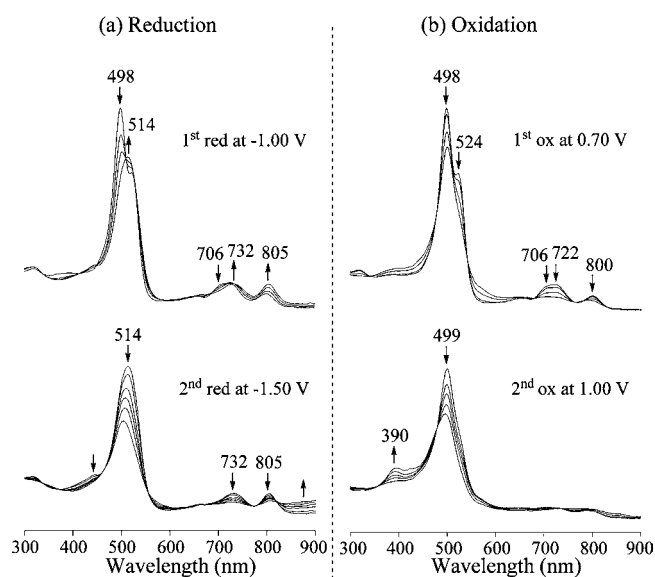 (a) Reduction
498
514
1st red at -1.00 V
706 732 805
514
2nd red at -1.50 V
732 805
300 400 500 600 700 800 900
Wavelength (nm)
(b) Oxidation
498
524
1st ox at 0.70 V
706 722 800
499
2nd ox at 1.00 V
390
300 400 500 600 700 800 900
Wavelength (nm)